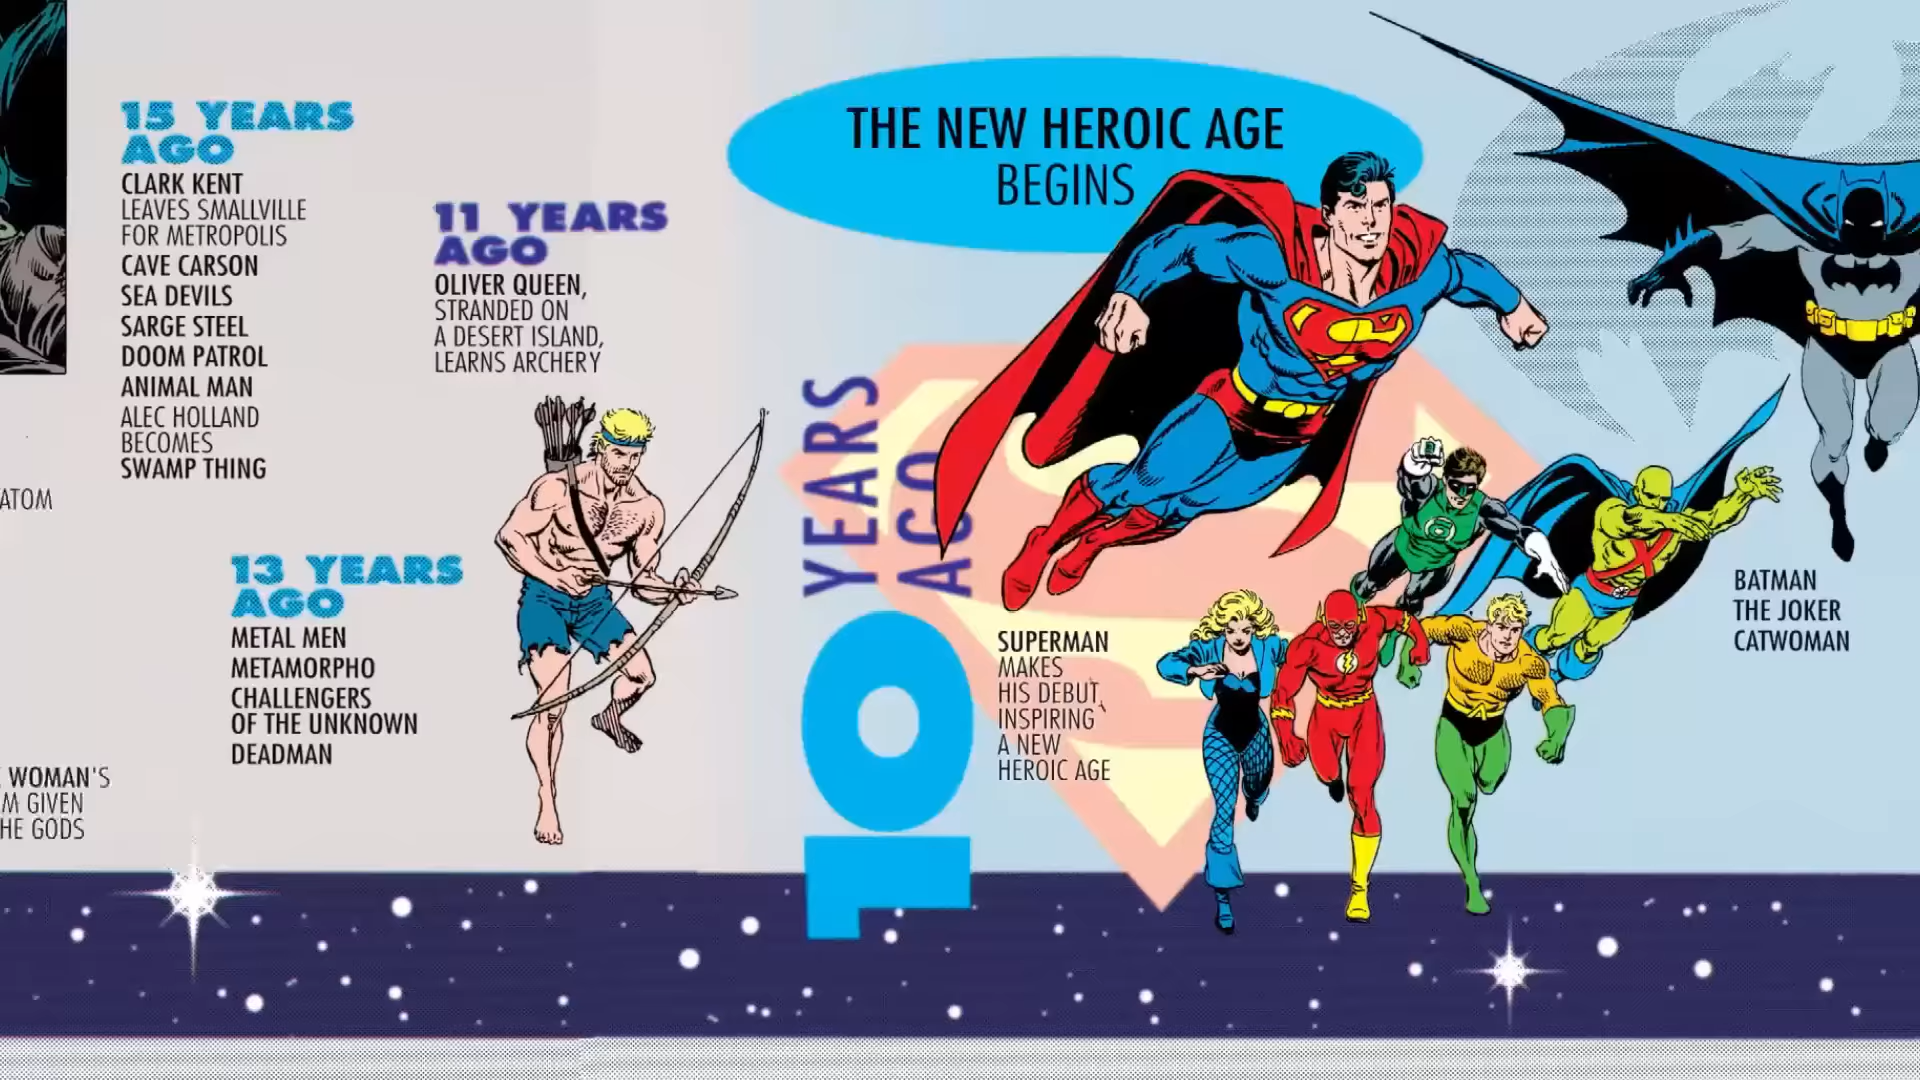 ATOM
WOMAN'S
M GIVEN
HE GODS
15 YEARS
AGO
CLARK KENT
LEAVES SMALLVILLE
FOR METROPOLIS
CAVE CARSON
SEA DEVILS
SARGE STEEL
DOOM PATROL
ANIMAL MAN
ALEC HOLLAND
BECOMES
SWAMP THING
13 YEARS
AGO
METAL MEN
METAMORPHO
CHALLENGERS
OF THE UNKNOWN
DEADMAN
11 YEARS
AGO
OLIVER QUEEN,
STRANDED ON
A DESERT ISLAND,
LEARNS ARCHERY
THE NEW HEROIC AGE
BEGINS
10 YEARS
AGO
SUPERMAN
MAKES
HIS DEBUT,
INSPIRING
A NEW
HEROIC AGE
BATMAN
THE JOKER
CATWOMAN